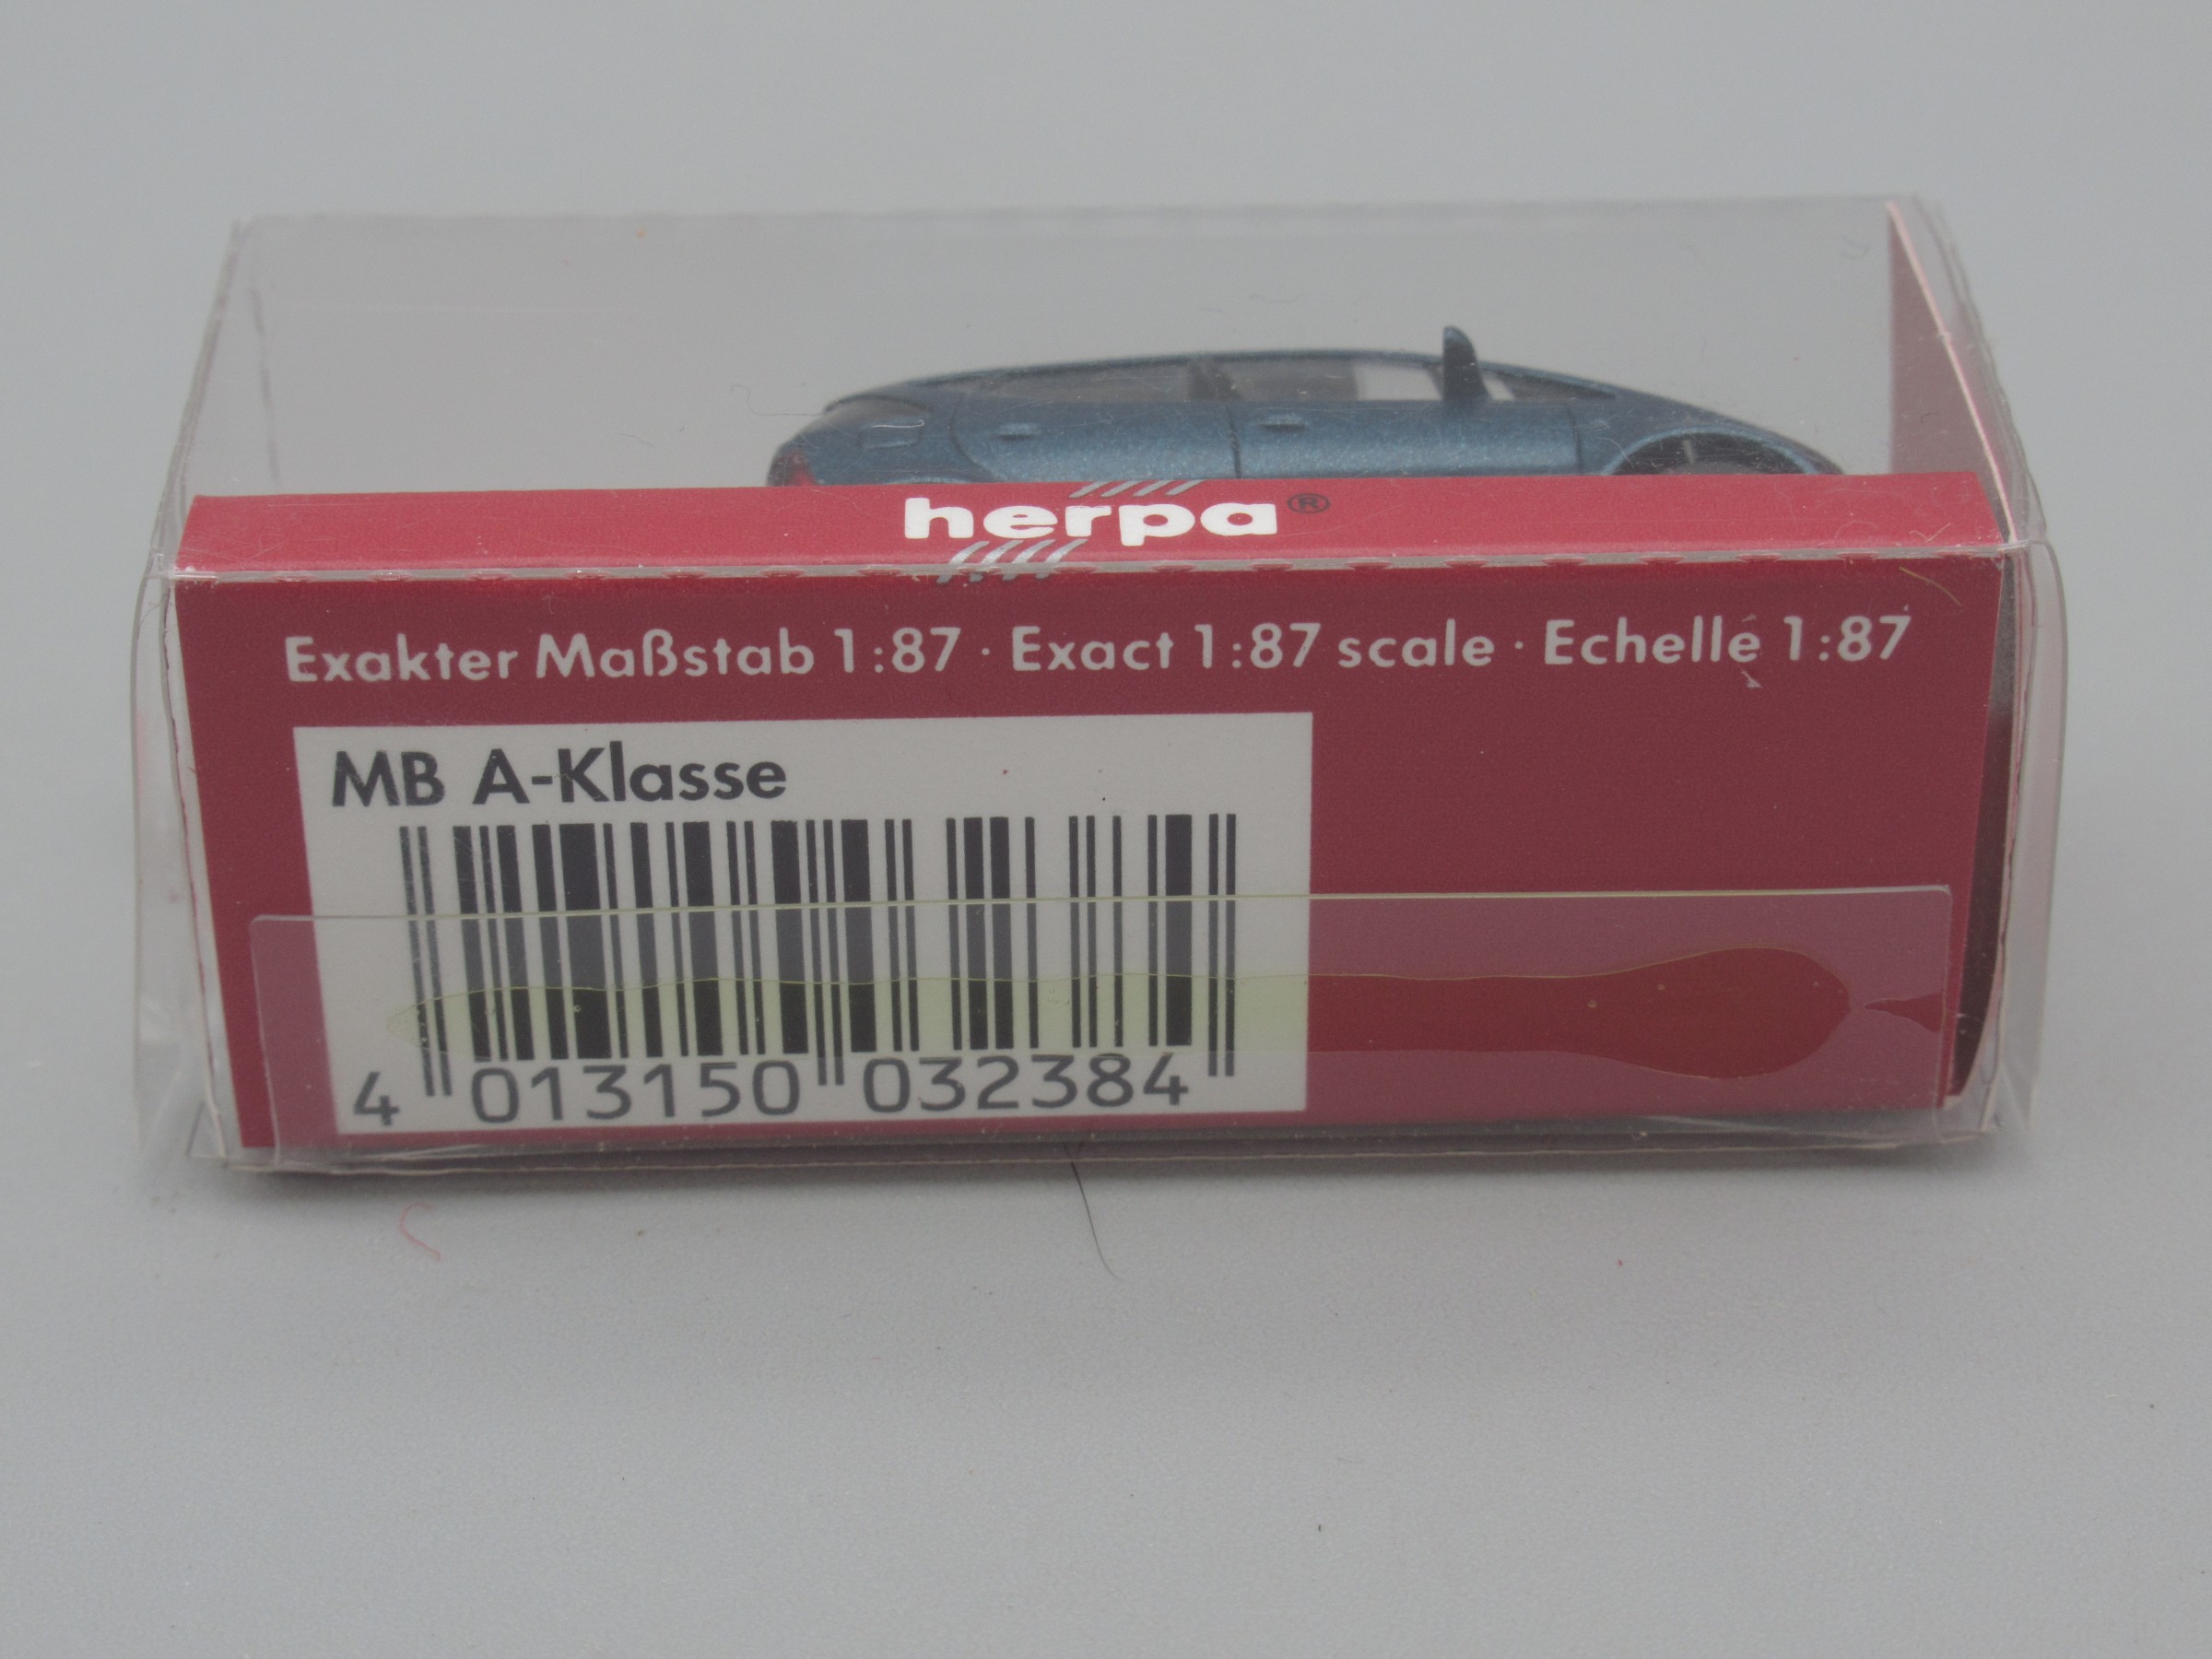 herpa®
Exakter Maßstab 1:87 · Exact 1:87 scale · Echelle 1:87
MB A-Klasse
4 013150 032384